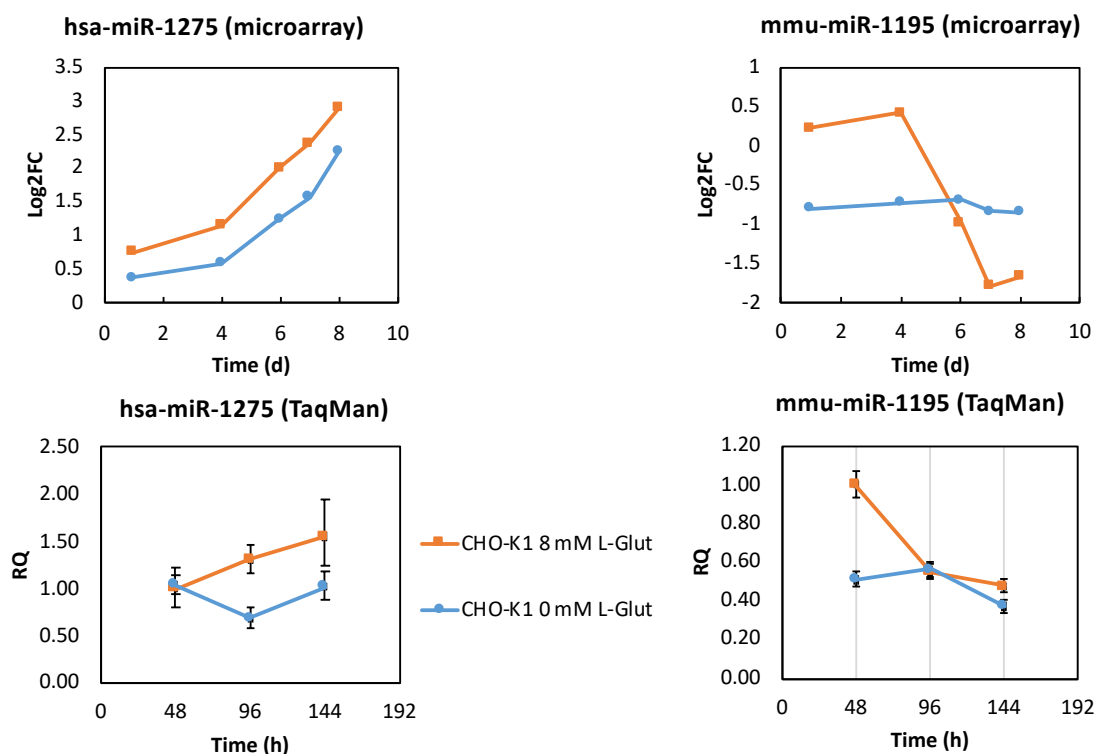 hsa-miR-1275 (microarray)
3.5
3
2.5
2
1.5
1
0.5
0
Log2FC
0 2 4 6 8 10
Time (d)
mmu-miR-1195 (microarray)
1
0.5
0
-0.5
-1
-1.5
-2
Log2FC
0 2 4 6 8 10
Time (d)
hsa-miR-1275 (TaqMan)
2.50
2.00
1.50
1.00
0.50
0.00
RQ
0 48 96 144 192
Time (h)
CHO-K1 8 mM L-Glut
CHO-K1 0 mM L-Glut
mmu-miR-1195 (TaqMan)
1.20
1.00
0.80
0.60
0.40
0.20
0.00
RQ
0 48 96 144 192
Time (h)